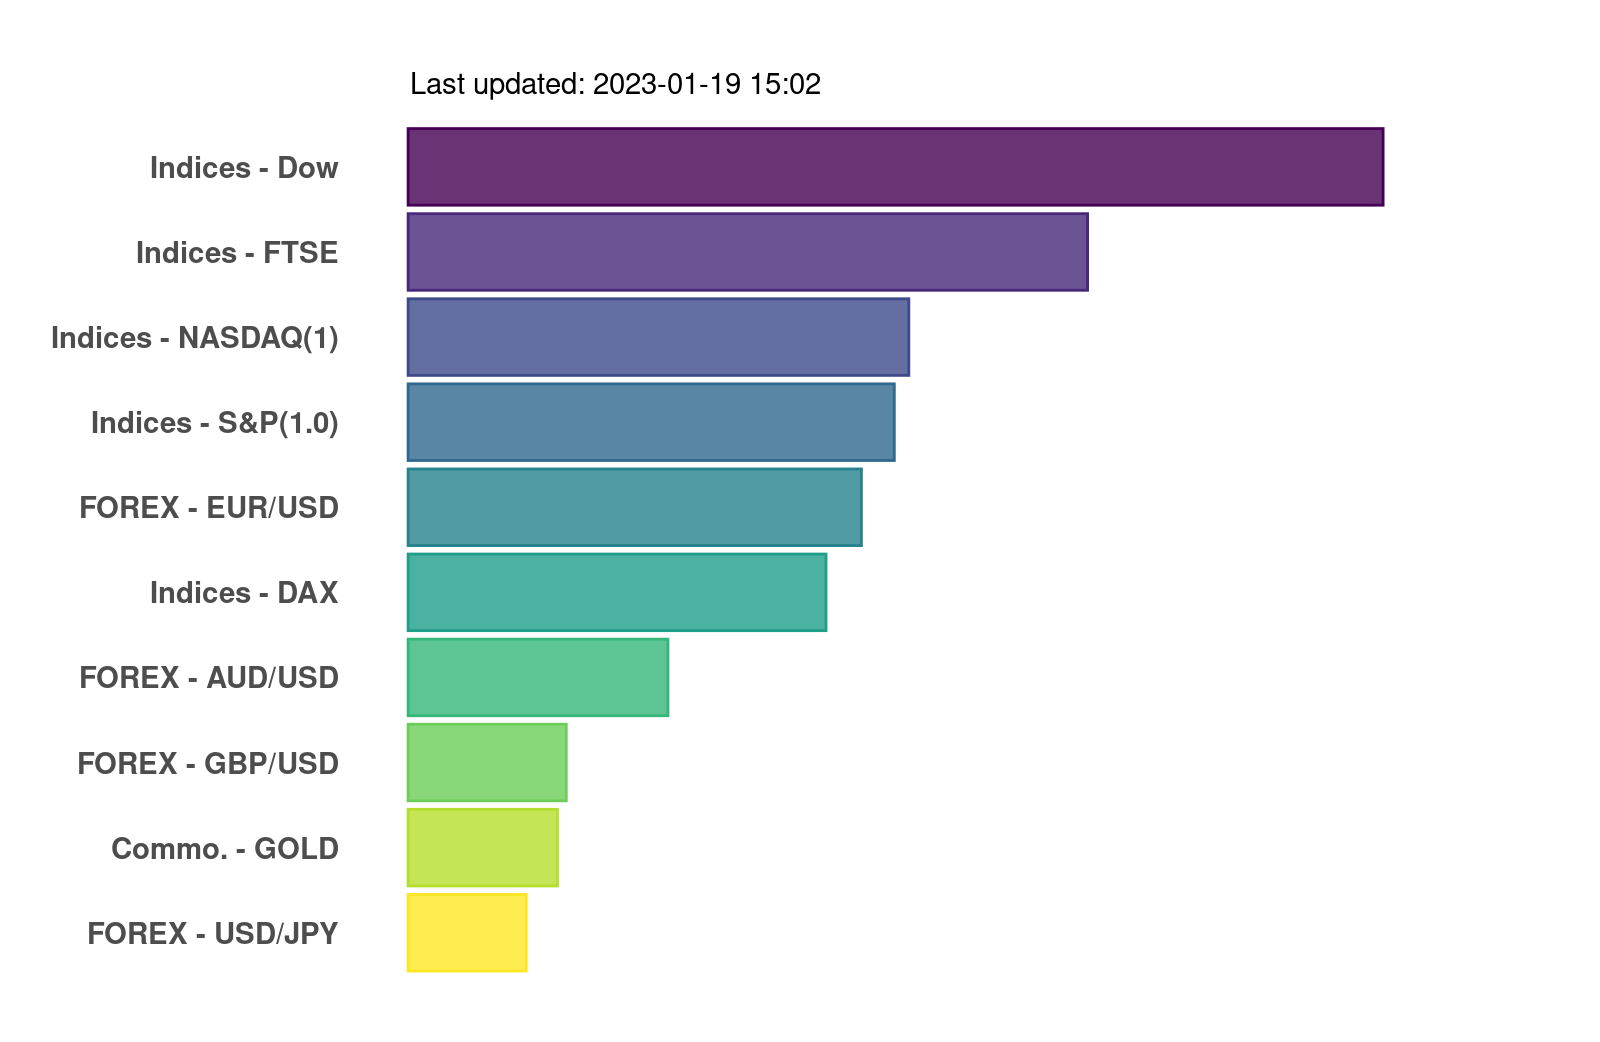 Last updated: 2023-01-19 15:02
Indices - Dow
Indices - FTSE
Indices - NASDAQ(1)
Indices - S&P(1.0)
FOREX - EUR/USD
Indices - DAX
FOREX - AUD/USD
FOREX - GBP/USD
Commo. - GOLD
FOREX - USD/JPY